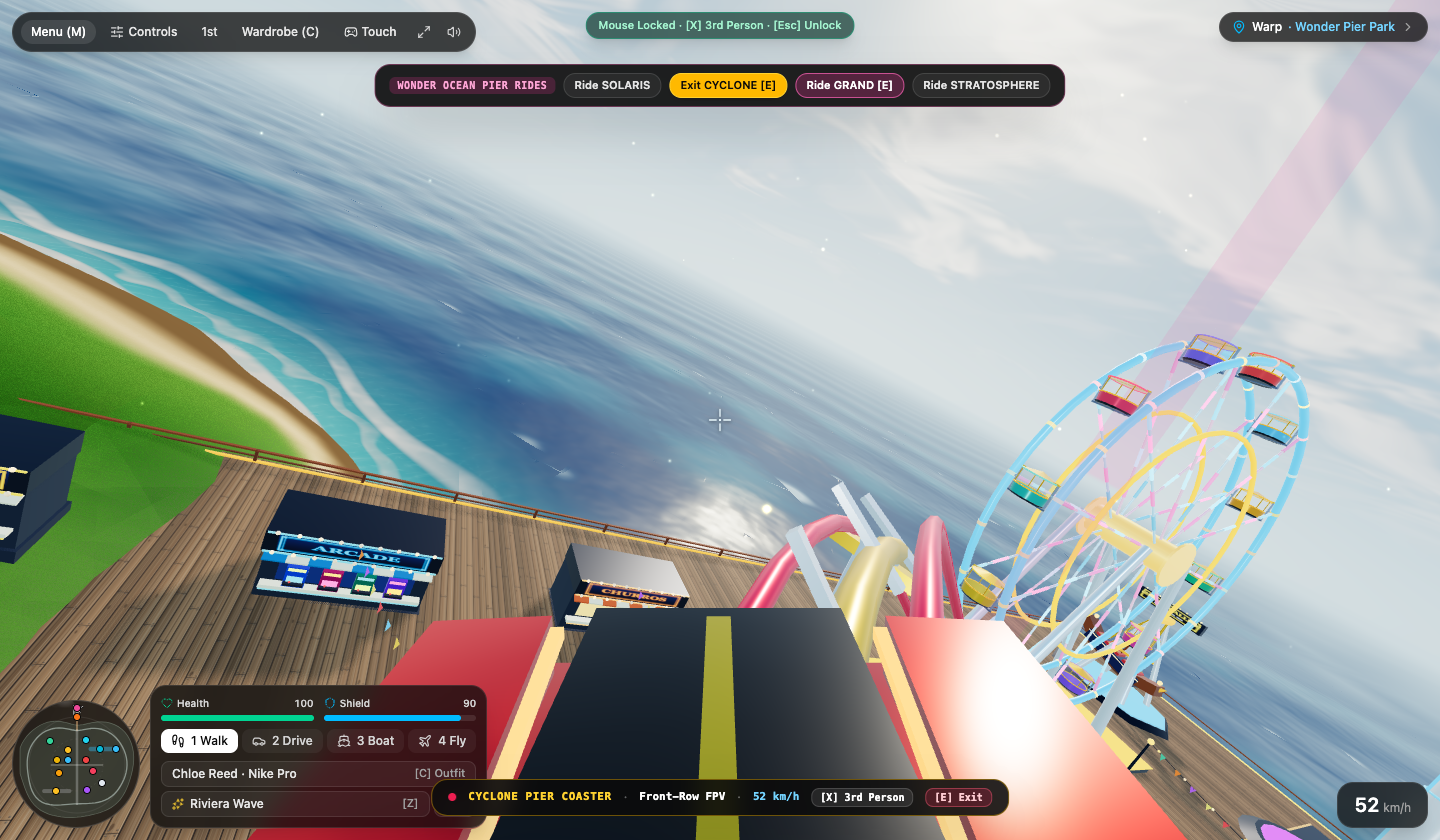 Menu (M)
Controls
1st
Wardrobe (C)
Touch
Mouse Locked · [X] 3rd Person · [Esc] Unlock
Warp · Wonder Pier Park
WONDER OCEAN PIER RIDES
Ride SOLARIS
Exit CYCLONE [E]
Ride GRAND [E]
Ride STRATOSPHERE
ARCADE
CHURROS
Health 100
Shield 90
1 Walk
2 Drive
3 Boat
4 Fly
Chloe Reed · Nike Pro [C] Outfit
Riviera Wave [Z]
CYCLONE PIER COASTER · Front-Row FPV · 52 km/h [X] 3rd Person [E] Exit
52 km/h